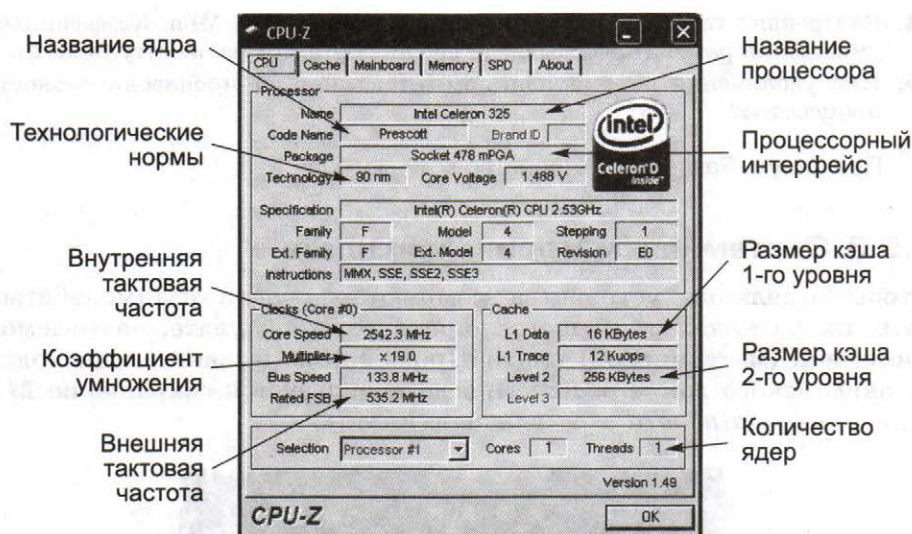 Название ядра
Технологические нормы
Внутренняя тактовая частота
Коэффициент умножения
Внешняя тактовая частота
CPU-Z
CPU Cache Mainboard Memory SPD About
Processor
Name Intel Celeron 325
Code Name Prescott Brand ID
Package Socket 478 mPGA
Technology 90 nm Core Voltage 1.488 V
intel
Celeron D
inside™
Specification Intel(R) Celeron(R) CPU 2.53GHz
Family F Model 4 Stepping 1
Ext. Family F Ext. Model 4 Revision E0
Instructions MMX, SSE, SSE2, SSE3
Clocks (Core #0)
Core Speed 2542.3 MHz
Multiplier x 19.0
Bus Speed 133.8 MHz
Rated FSB 535.2 MHz
Cache
L1 Data 16 KBytes
L1 Trace 12 Kuops
Level 2 256 KBytes
Level 3
Selection Processor #1 Cores 1 Threads 1
Version 1.49
CPU-Z OK
Название процессора
Процессорный интерфейс
Размер кэша 1-го уровня
Размер кэша 2-го уровня
Количество ядер